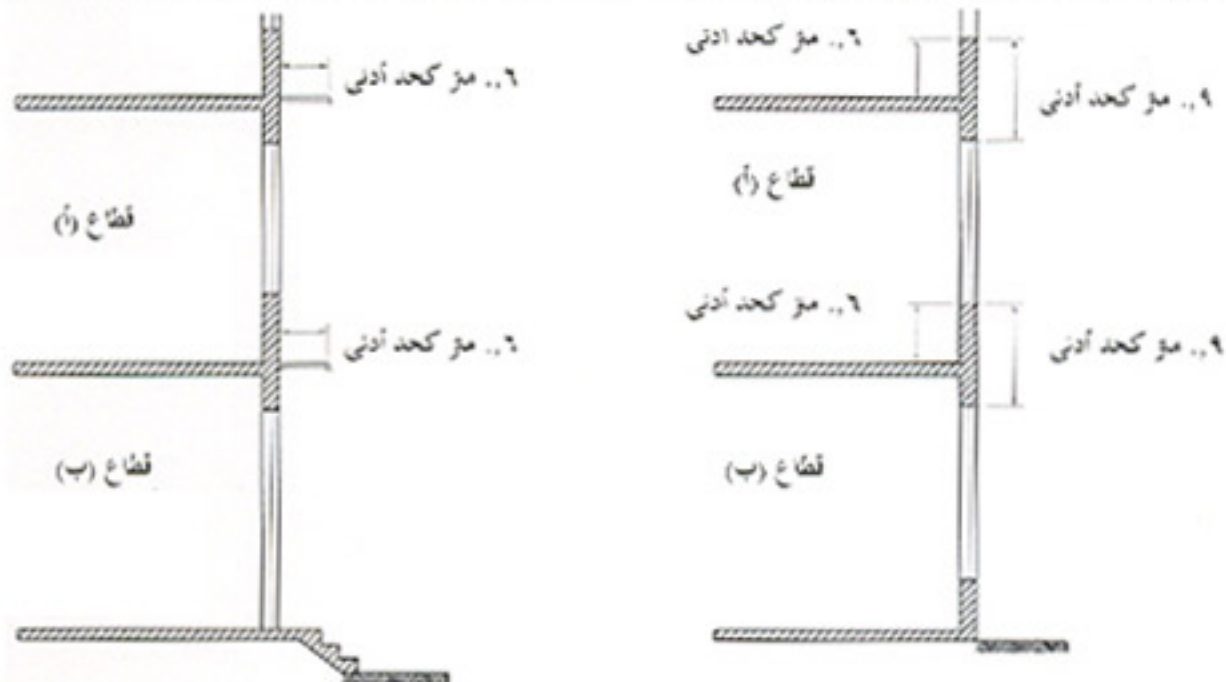 ٠,٦ متر كحد أدنى
قطاع (أ)
٠,٦ متر كحد أدنى
قطاع (ب)
٠,٦ متر كحد ادنى
٠,٩ متر كحد أدنى
قطاع (أ)
٠,٦ متر كحد أدنى
٠,٩ متر كحد أدنى
قطاع (ب)